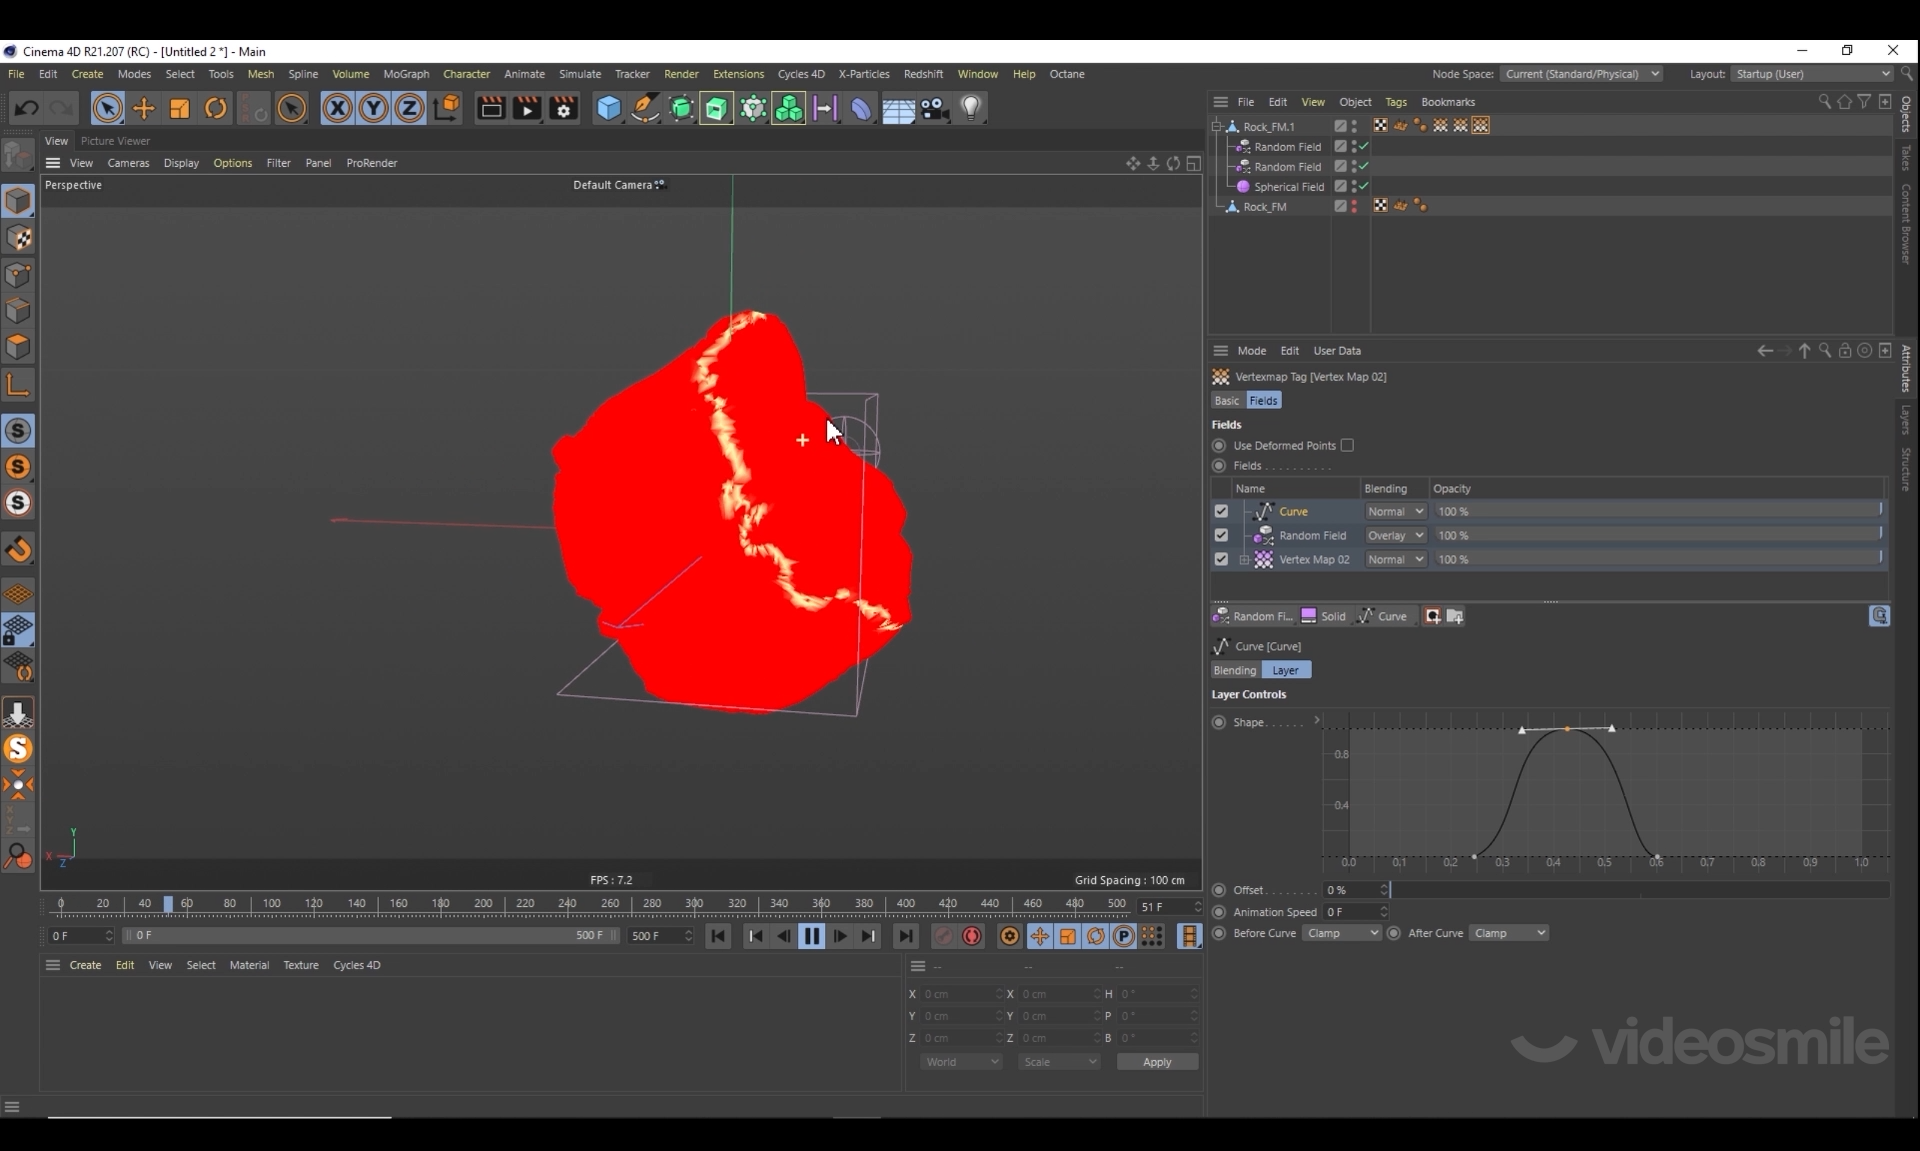 Cinema 4D R21.207 (RC) - [Untitled 2 *] - Main
File Edit Create Modes Select Tools Mesh Spline Volume MoGraph Character Animate Simulate Tracker Render Extensions Cycles 4D X-Particles Redshift Window Help Octane
Node Space: Current (Standard/Physical) Layout: Startup (User)
File Edit View Object Tags Bookmarks
Objects
Takes
Content Browser
Rock_FM.1
Random Field
Random Field
Spherical Field
Rock_FM
View Picture Viewer
View Cameras Display Options Filter Panel ProRender
Perspective
Default Camera
X Y Z
FPS : 7.2
Grid Spacing : 100 cm
Mode Edit User Data
Attributes
Layers
Structure
Vertexmap Tag [Vertex Map 02]
Basic Fields
Fields
Use Deformed Points
Fields . . . . . . . . . .
Name Blending Opacity
Curve Normal 100 %
Random Field Overlay 100 %
Vertex Map 02 Normal 100 %
Random Fi... Solid Curve
Curve [Curve]
Blending Layer
Layer Controls
Shape . . . . . .
0.8
0.4
0.0 0.1 0.2 0.3 0.4 0.5 0.6 0.7 0.8 0.9 1.0
Offset . . . . . . . . 0 %
Animation Speed 0 F
Before Curve Clamp After Curve Clamp
0 20 40 60 80 100 120 140 160 180 200 220 240 260 280 300 320 340 360 380 400 420 440 460 480 500 51 F
0 F 0 F 500 F 500 F
Create Edit View Select Material Texture Cycles 4D
-- -- --
X 0 cm X 0 cm H 0 °
Y 0 cm Y 0 cm P 0 °
Z 0 cm Z 0 cm B 0 °
World Scale Apply
videosmile